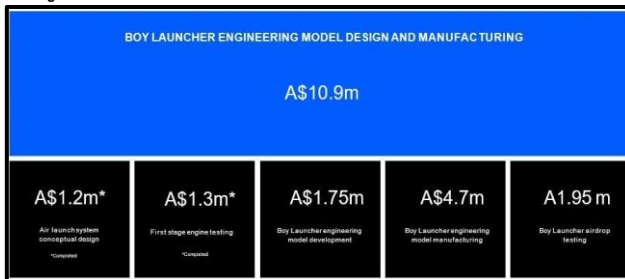 BOY LAUNCHER ENGINEERING MODEL DESIGN AND MANUFACTURING
A$10.9m
A$1.2m*
Air launch system
conceptual design
*Completed
A$1.3m*
First stage engine testing
*Completed
A$1.75m
Boy Launcher engineering
model development
A$4.7m
Boy Launcher engineering
model manufacturing
A1.95 m
Boy Launcher airdrop
testing